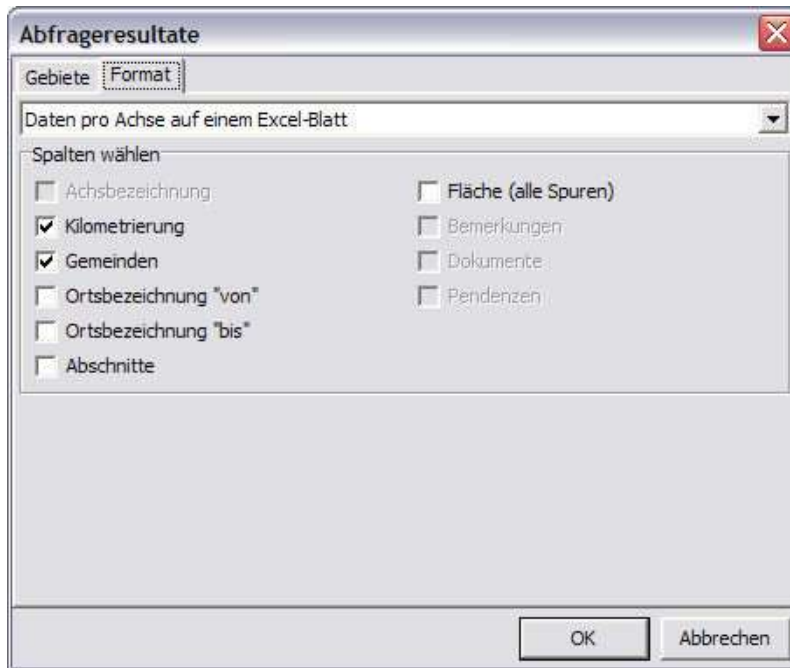 Abfrageresultate
Gebiete Format
Daten pro Achse auf einem Excel-Blatt
Spalten wählen
Achsbezeichnung
Kilometrierung
Gemeinden
Ortsbezeichnung "von"
Ortsbezeichnung "bis"
Abschnitte
Fläche (alle Spuren)
Bemerkungen
Dokumente
Pendenzen
OK Abbrechen